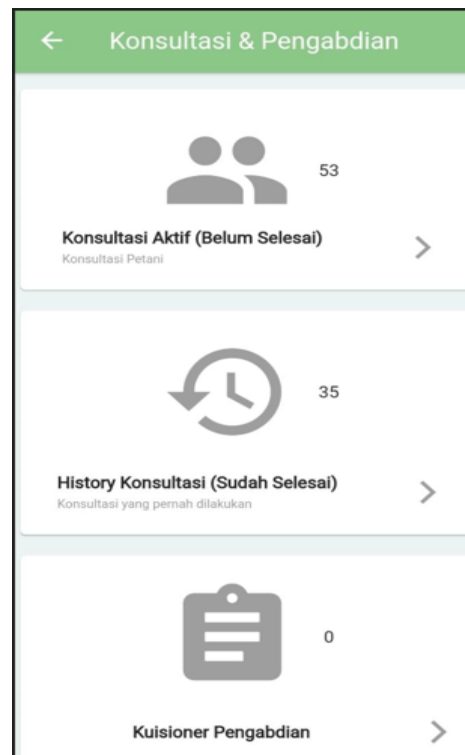 Konsultasi & Pengabdian
53
Konsultasi Aktif (Belum Selesai)
Konsultasi Petani
35
History Konsultasi (Sudah Selesai)
Konsultasi yang pernah dilakukan
0
Kuisioner Pengabdian